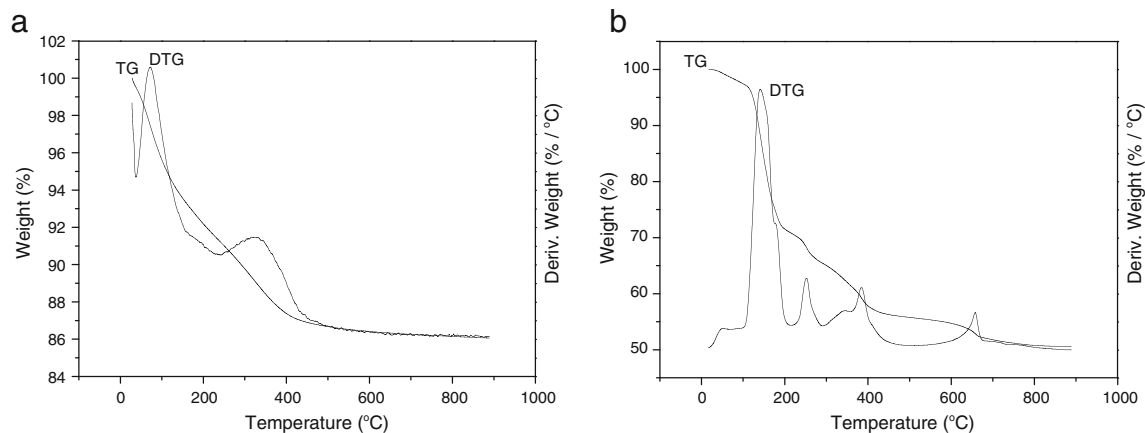 a
TG
DTG
102
100
98
96
94
92
90
88
86
84
0
200
400
600
800
1000
Weight (%)
Deriv. Weight (% / °C)
Temperature (°C)
b
TG
DTG
100
90
80
70
60
50
0
200
400
600
800
1000
Weight (%)
Deriv. Weight (% / °C)
Temperature (°C)